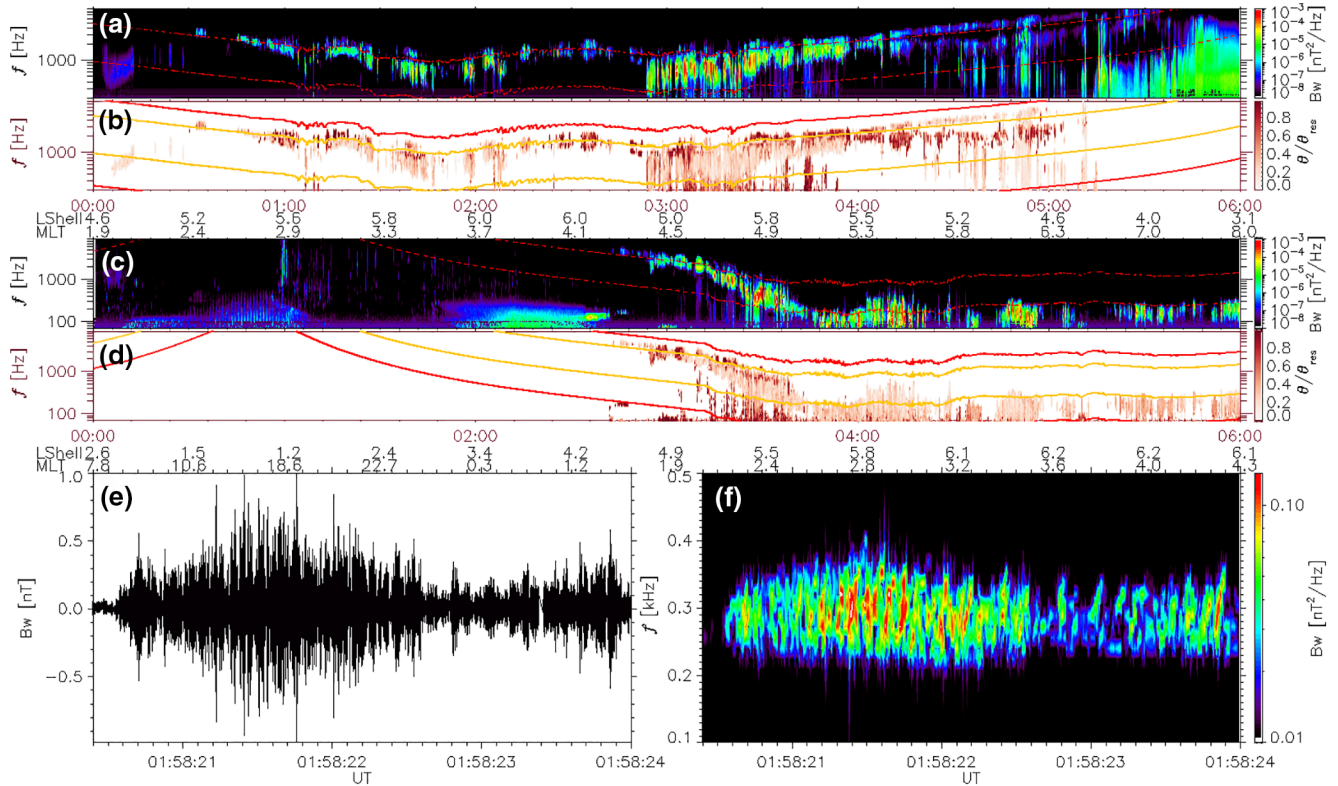 (a)
f [Hz]
1000
10⁻³
10⁻⁴
10⁻⁵
10⁻⁶
10⁻⁷
10⁻⁸
Bw [nT²/Hz]
(b)
f [Hz]
1000
0.8
0.6
0.4
0.2
0.0
θ/θres
00:00 01:00 02:00 03:00 04:00 05:00 06:00
LShell 4.6 5.2 5.6 5.8 6.0 6.0 6.0 5.8 5.5 5.2 4.6 4.0 3.1
MLT 1.9 2.4 2.9 3.3 3.7 4.1 4.5 4.9 5.3 5.8 6.3 7.0 8.0
(c)
f [Hz]
1000
100
10⁻³
10⁻⁴
10⁻⁵
10⁻⁶
10⁻⁷
10⁻⁸
Bw [nT²/Hz]
(d)
f [Hz]
1000
100
0.8
0.6
0.4
0.2
0.0
θ/θres
00:00 02:00 04:00 06:00
LShell 2.6 1.5 1.2 2.4 3.4 4.2 4.9 5.5 5.8 6.1 6.2 6.2 6.1
MLT 7.8 10.6 18.6 22.7 0.3 1.2 1.9 2.4 2.8 3.2 3.6 4.0 4.3
(e)
Bw [nT]
1.0
0.5
0.0
−0.5
01:58:21 01:58:22 01:58:23 01:58:24
UT
(f)
f [kHz]
0.5
0.4
0.3
0.2
0.1
01:58:21 01:58:22 01:58:23 01:58:24
UT
0.10
0.01
Bw [nT²/Hz]